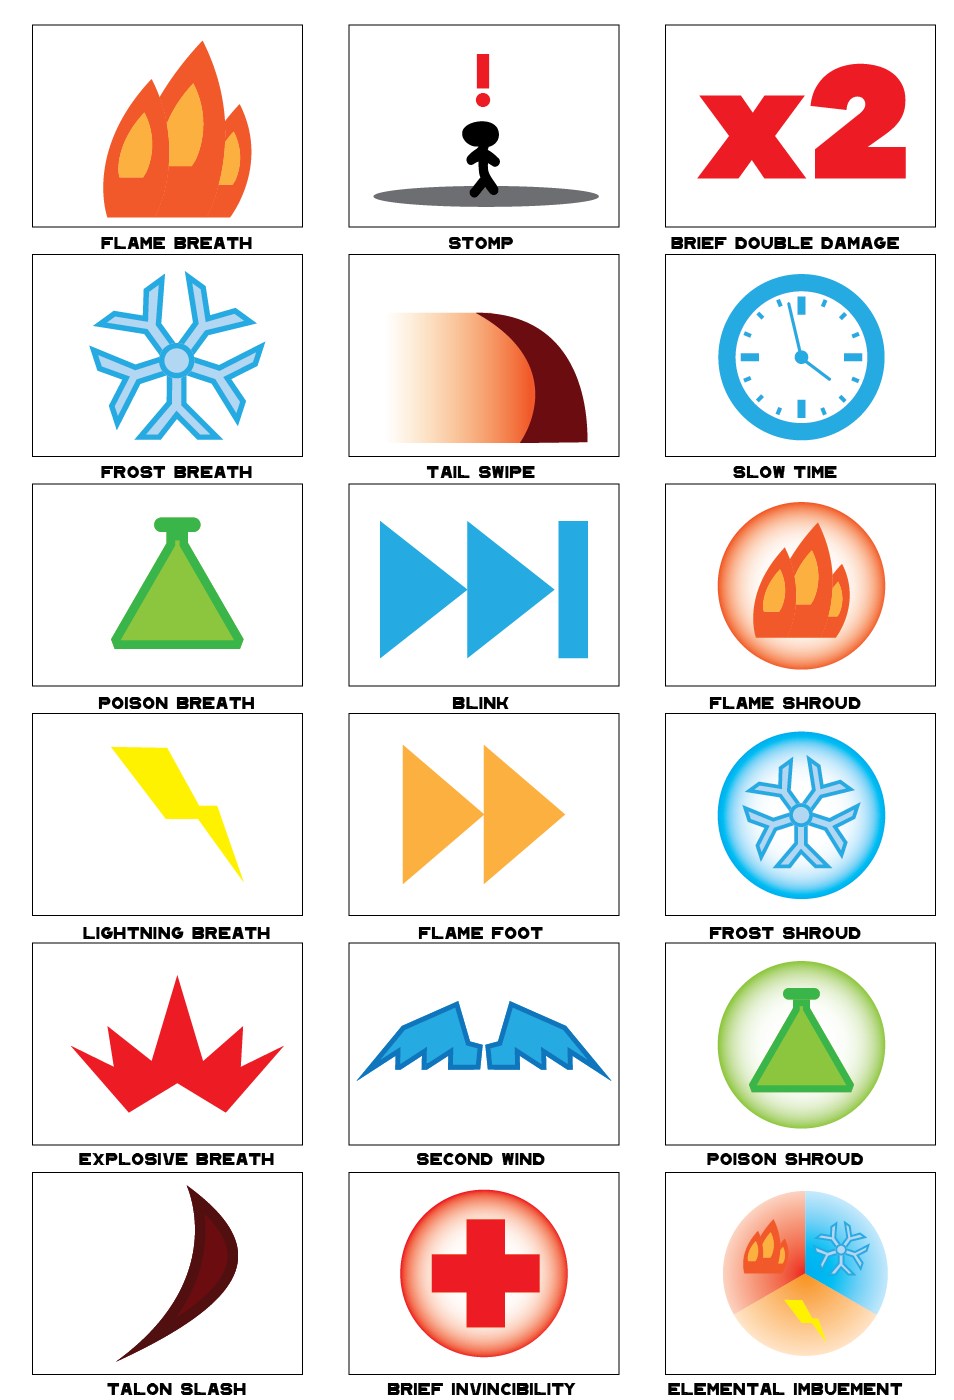 !
x2
FLAME BREATH
STOMP
BRIEF DOUBLE DAMAGE
FROST BREATH
TAIL SWIPE
SLOW TIME
POISON BREATH
BLINK
FLAME SHROUD
LIGHTNING BREATH
FLAME FOOT
FROST SHROUD
EXPLOSIVE BREATH
SECOND WIND
POISON SHROUD
TALON SLASH
BRIEF INVINCIBILITY
ELEMENTAL IMBUEMENT